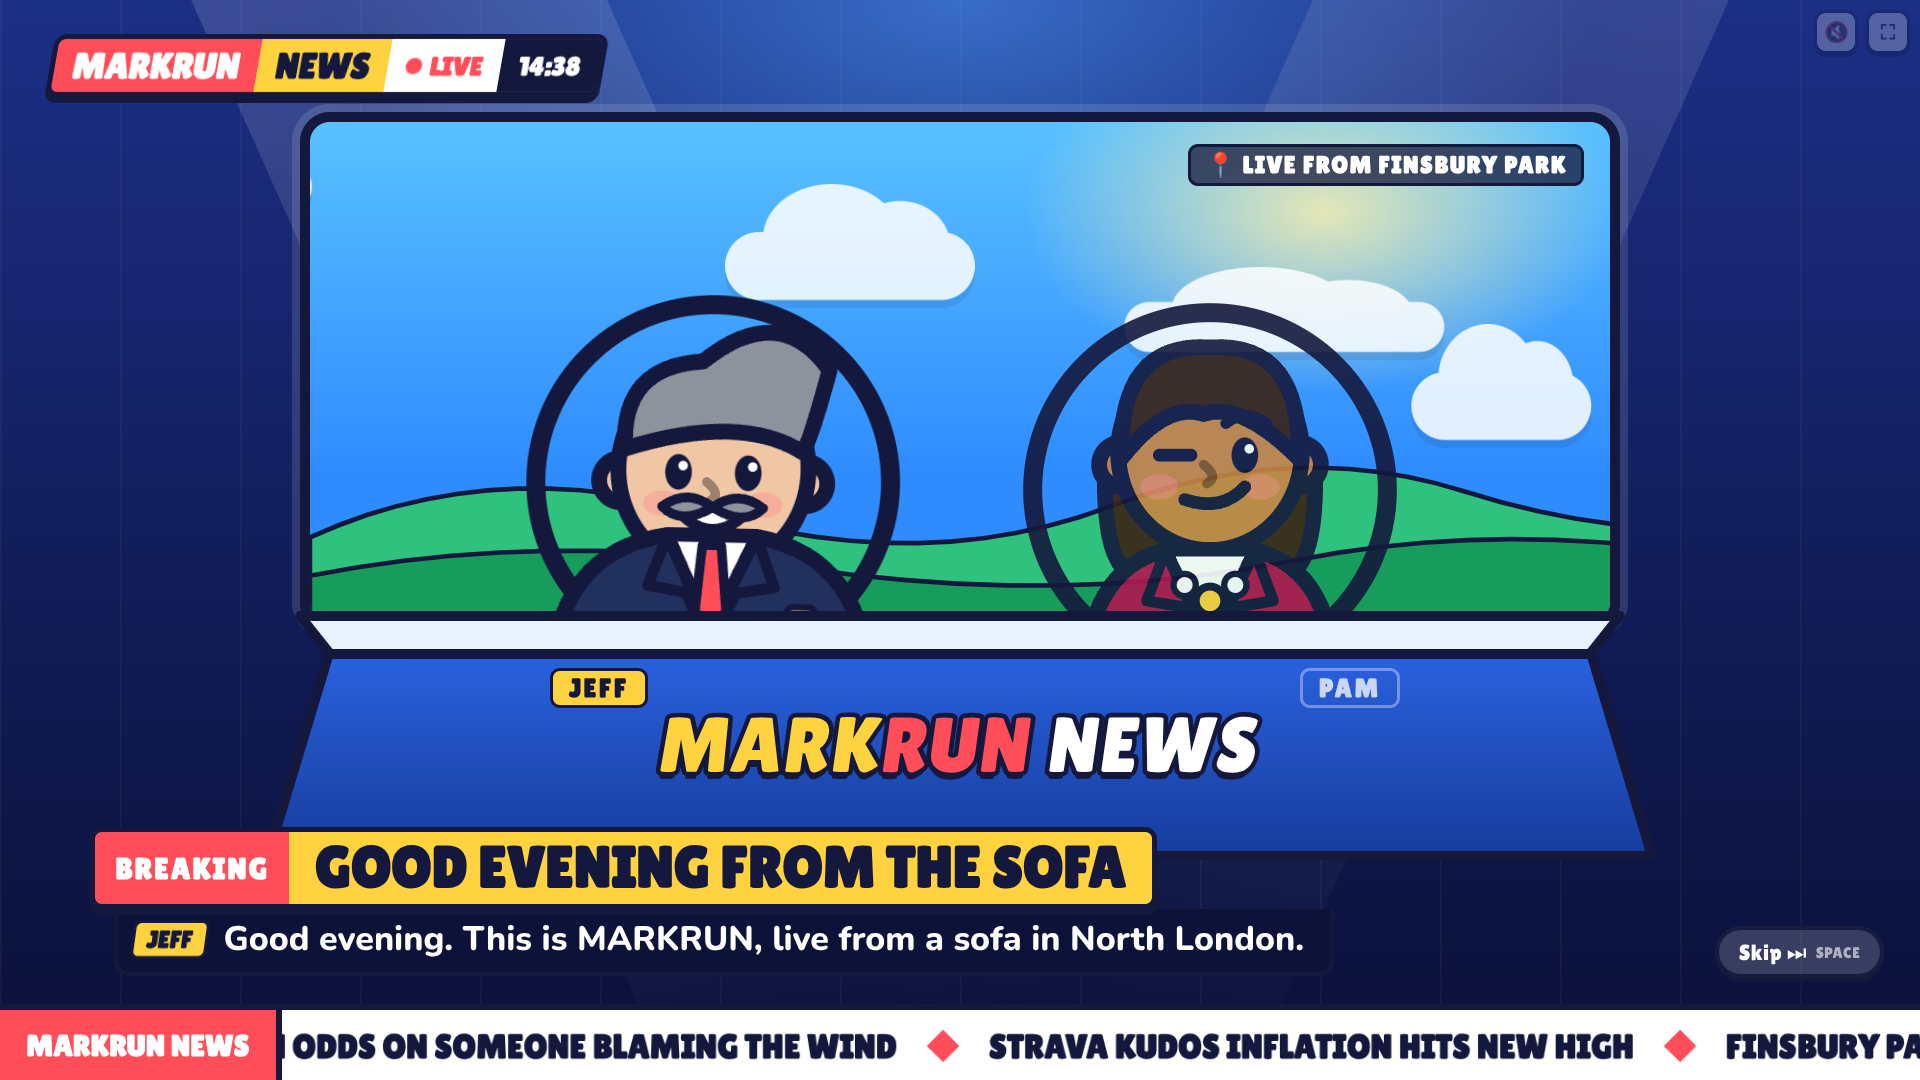 MARKRUN NEWS LIVE 14:38
LIVE FROM FINSBURY PARK
JEFF
PAM
MARKRUN NEWS
BREAKING GOOD EVENING FROM THE SOFA
JEFF Good evening. This is MARKRUN, live from a sofa in North London.
Skip SPACE
MARKRUN NEWS ODDS ON SOMEONE BLAMING THE WIND STRAVA KUDOS INFLATION HITS NEW HIGH FINSBURY PA